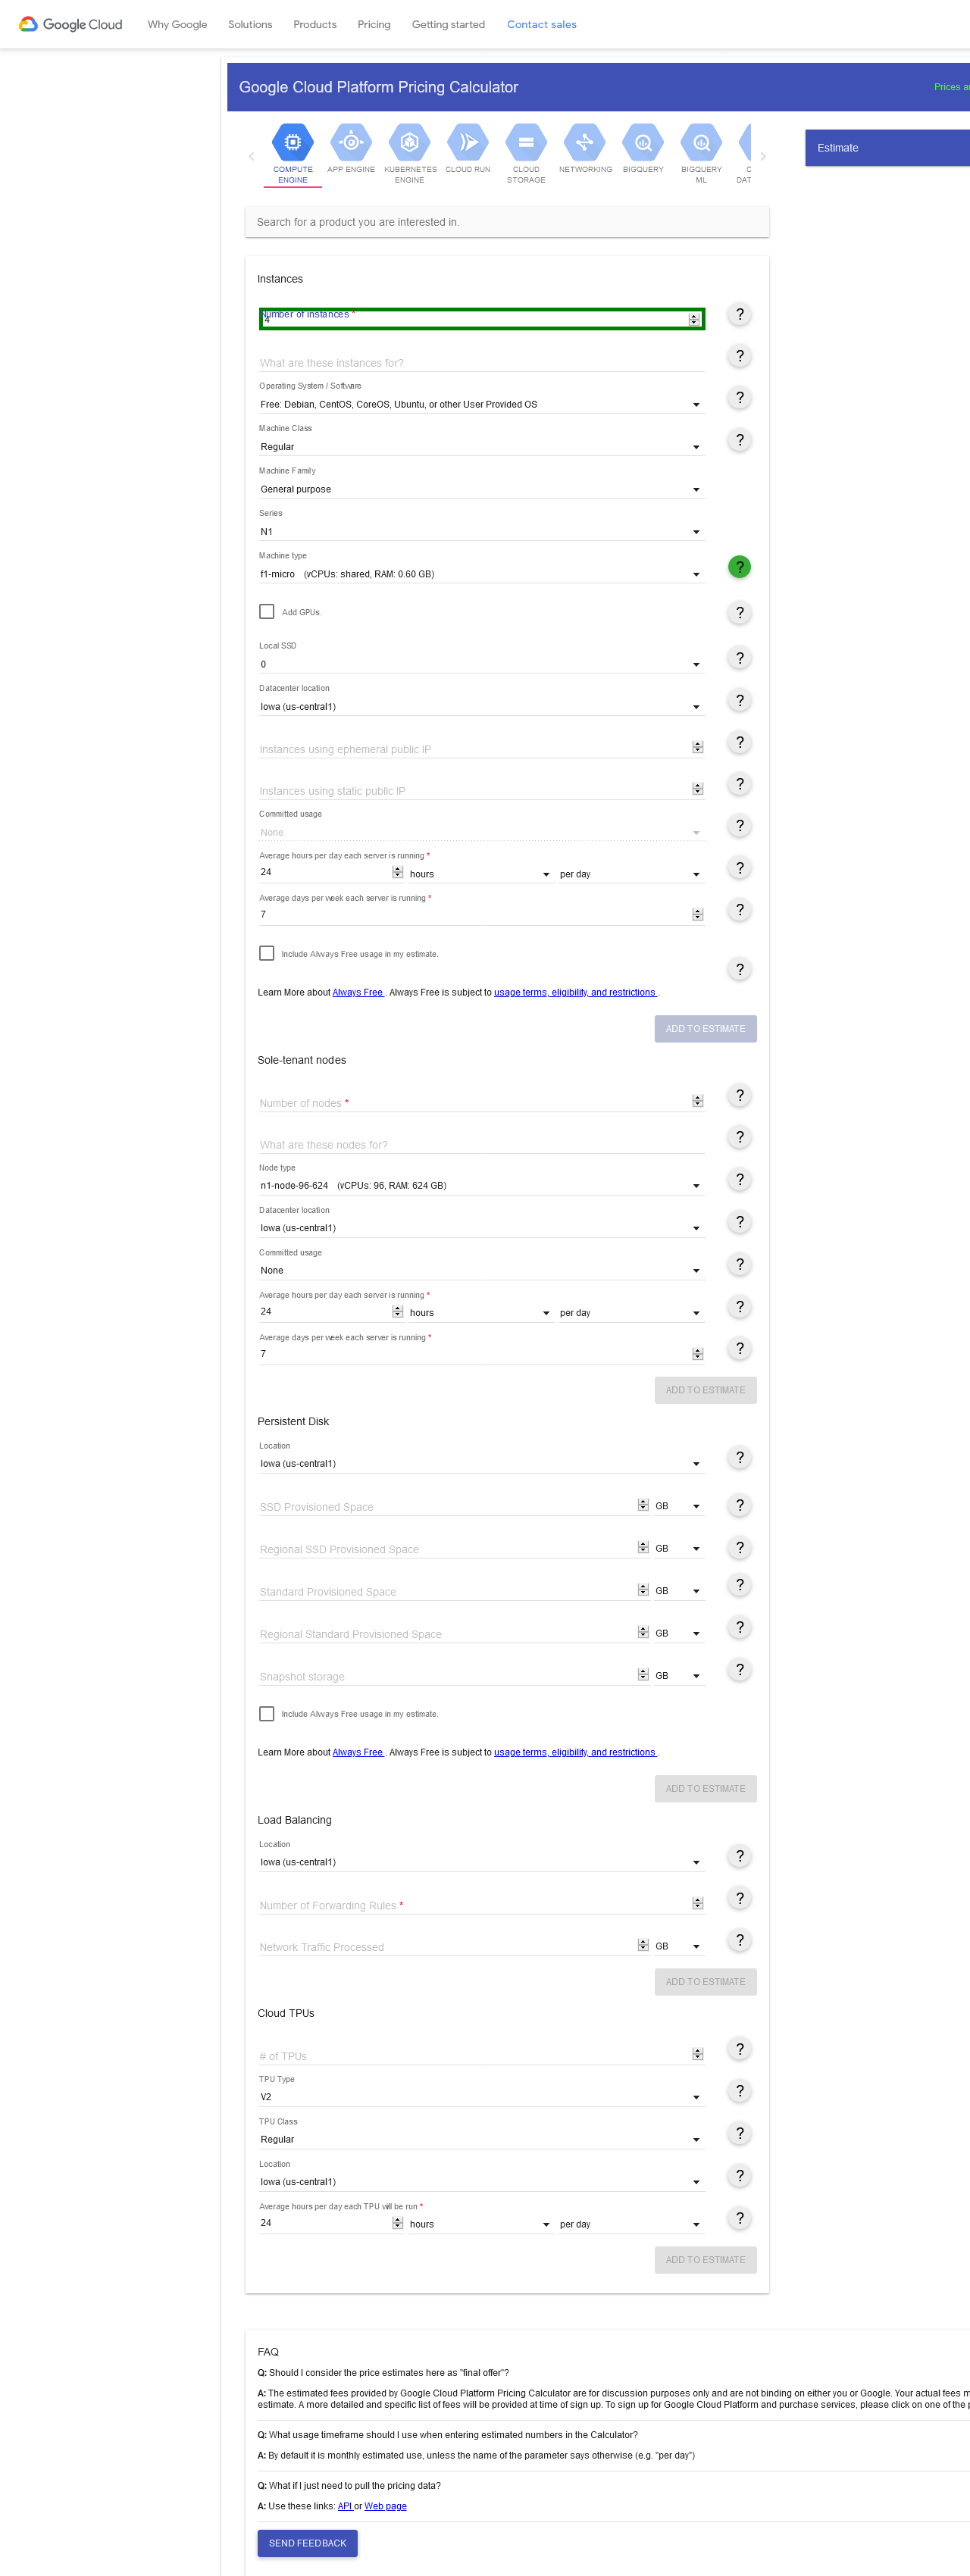 Google Cloud Why Google Solutions Products Pricing Getting started Contact sales
Google Cloud Platform Pricing Calculator
Prices
COMPUTE ENGINE
APP ENGINE
KUBERNETES ENGINE
CLOUD RUN
CLOUD STORAGE
NETWORKING
BIGQUERY
BIGQUERY ML
Estimate
Search for a product you are interested in.
Instances
Number of instances *
4
?
What are these instances for?
?
Operating System / Software
Free: Debian, CentOS, CoreOS, Ubuntu, or other User Provided OS
?
Machine Class
Regular
?
Machine Family
General purpose
Series
N1
Machine type
f1-micro (vCPUs: shared, RAM: 0.60 GB)
?
Add GPUs.
?
Local SSD
0
?
Datacenter location
Iowa (us-central1)
?
Instances using ephemeral public IP
?
Instances using static public IP
?
Committed usage
None
?
Average hours per day each server is running *
24 hours per day
?
Average days per week each server is running *
7
?
Include Always Free usage in my estimate.
?
Learn More about Always Free . Always Free is subject to usage terms, eligibility, and restrictions .
ADD TO ESTIMATE
Sole-tenant nodes
Number of nodes *
?
What are these nodes for?
?
Node type
n1-node-96-624 (vCPUs: 96, RAM: 624 GB)
?
Datacenter location
Iowa (us-central1)
?
Committed usage
None
?
Average hours per day each server is running *
24 hours per day
?
Average days per week each server is running *
7
?
ADD TO ESTIMATE
Persistent Disk
Location
Iowa (us-central1)
?
SSD Provisioned Space GB
?
Regional SSD Provisioned Space GB
?
Standard Provisioned Space GB
?
Regional Standard Provisioned Space GB
?
Snapshot storage GB
?
Include Always Free usage in my estimate.
Learn More about Always Free . Always Free is subject to usage terms, eligibility, and restrictions .
ADD TO ESTIMATE
Load Balancing
Location
Iowa (us-central1)
?
Number of Forwarding Rules *
?
Network Traffic Processed GB
?
ADD TO ESTIMATE
Cloud TPUs
# of TPUs
?
TPU Type
V2
?
TPU Class
Regular
?
Location
Iowa (us-central1)
?
Average hours per day each TPU will be run *
24 hours per day
?
ADD TO ESTIMATE
FAQ
Q: Should I consider the price estimates here as "final offer"?
A: The estimated fees provided by Google Cloud Platform Pricing Calculator are for discussion purposes only and are not binding on either you or Google. Your actual fees
estimate. A more detailed and specific list of fees will be provided at time of sign up. To sign up for Google Cloud Platform and purchase services, please click on one of the
Q: What usage timeframe should I use when entering estimated numbers in the Calculator?
A: By default it is monthly estimated use, unless the name of the parameter says otherwise (e.g. "per day")
Q: What if I just need to pull the pricing data?
A: Use these links: API or Web page
SEND FEEDBACK